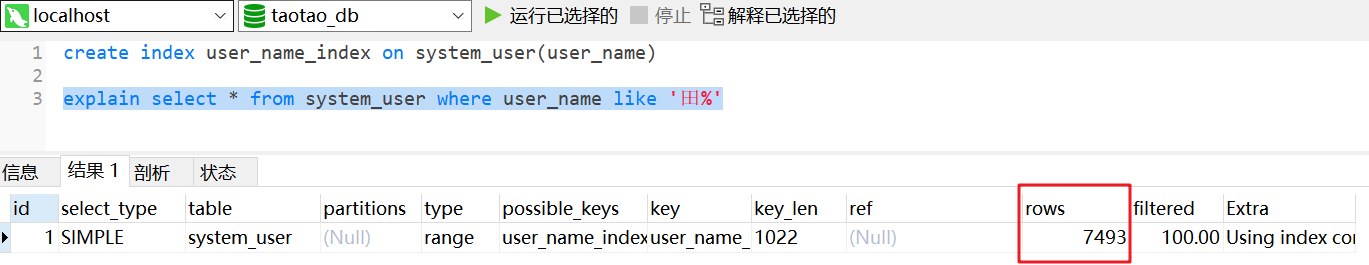 localhost taotao_db 运行已选择的 停止 解释已选择的
1 create index user_name_index on system_user(user_name)
2
3 explain select * from system_user where user_name like '田%'
信息 结果 1 剖析 状态
id select_type table partitions type possible_keys key key_len ref rows filtered Extra
1 SIMPLE system_user (Null) range user_name_index user_name_ 1022 (Null) 7493 100.00 Using index con